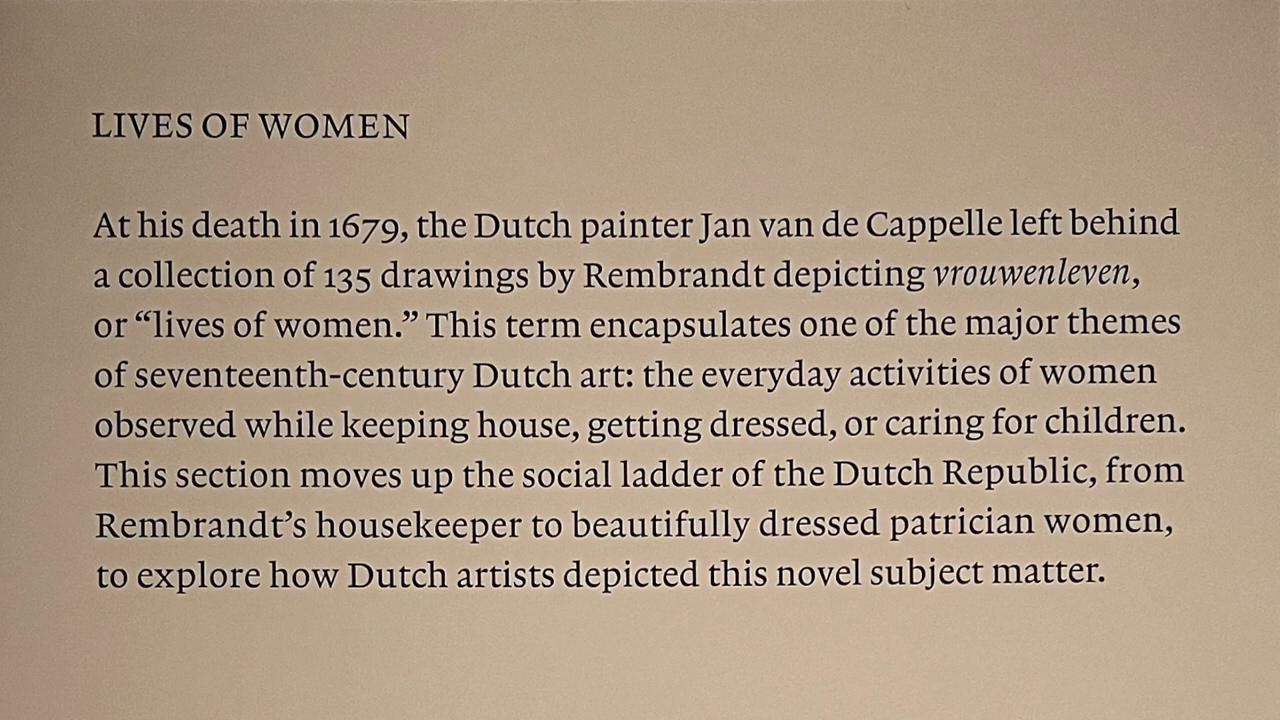 LIVES OF WOMEN
At his death in 1679, the Dutch painter Jan van de Cappelle left behind
a collection of 135 drawings by Rembrandt depicting vrouwenleven,
or “lives of women.” This term encapsulates one of the major themes
of seventeenth-century Dutch art: the everyday activities of women
observed while keeping house, getting dressed, or caring for children.
This section moves up the social ladder of the Dutch Republic, from
Rembrandt’s housekeeper to beautifully dressed patrician women,
to explore how Dutch artists depicted this novel subject matter.